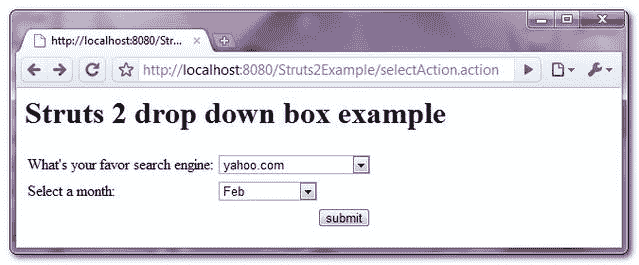 http://localhost:8080/Str...
http://localhost:8080/Struts2Example/selectAction.action
Struts 2 drop down box example
What's your favor search engine: yahoo.com
Select a month: Feb
submit